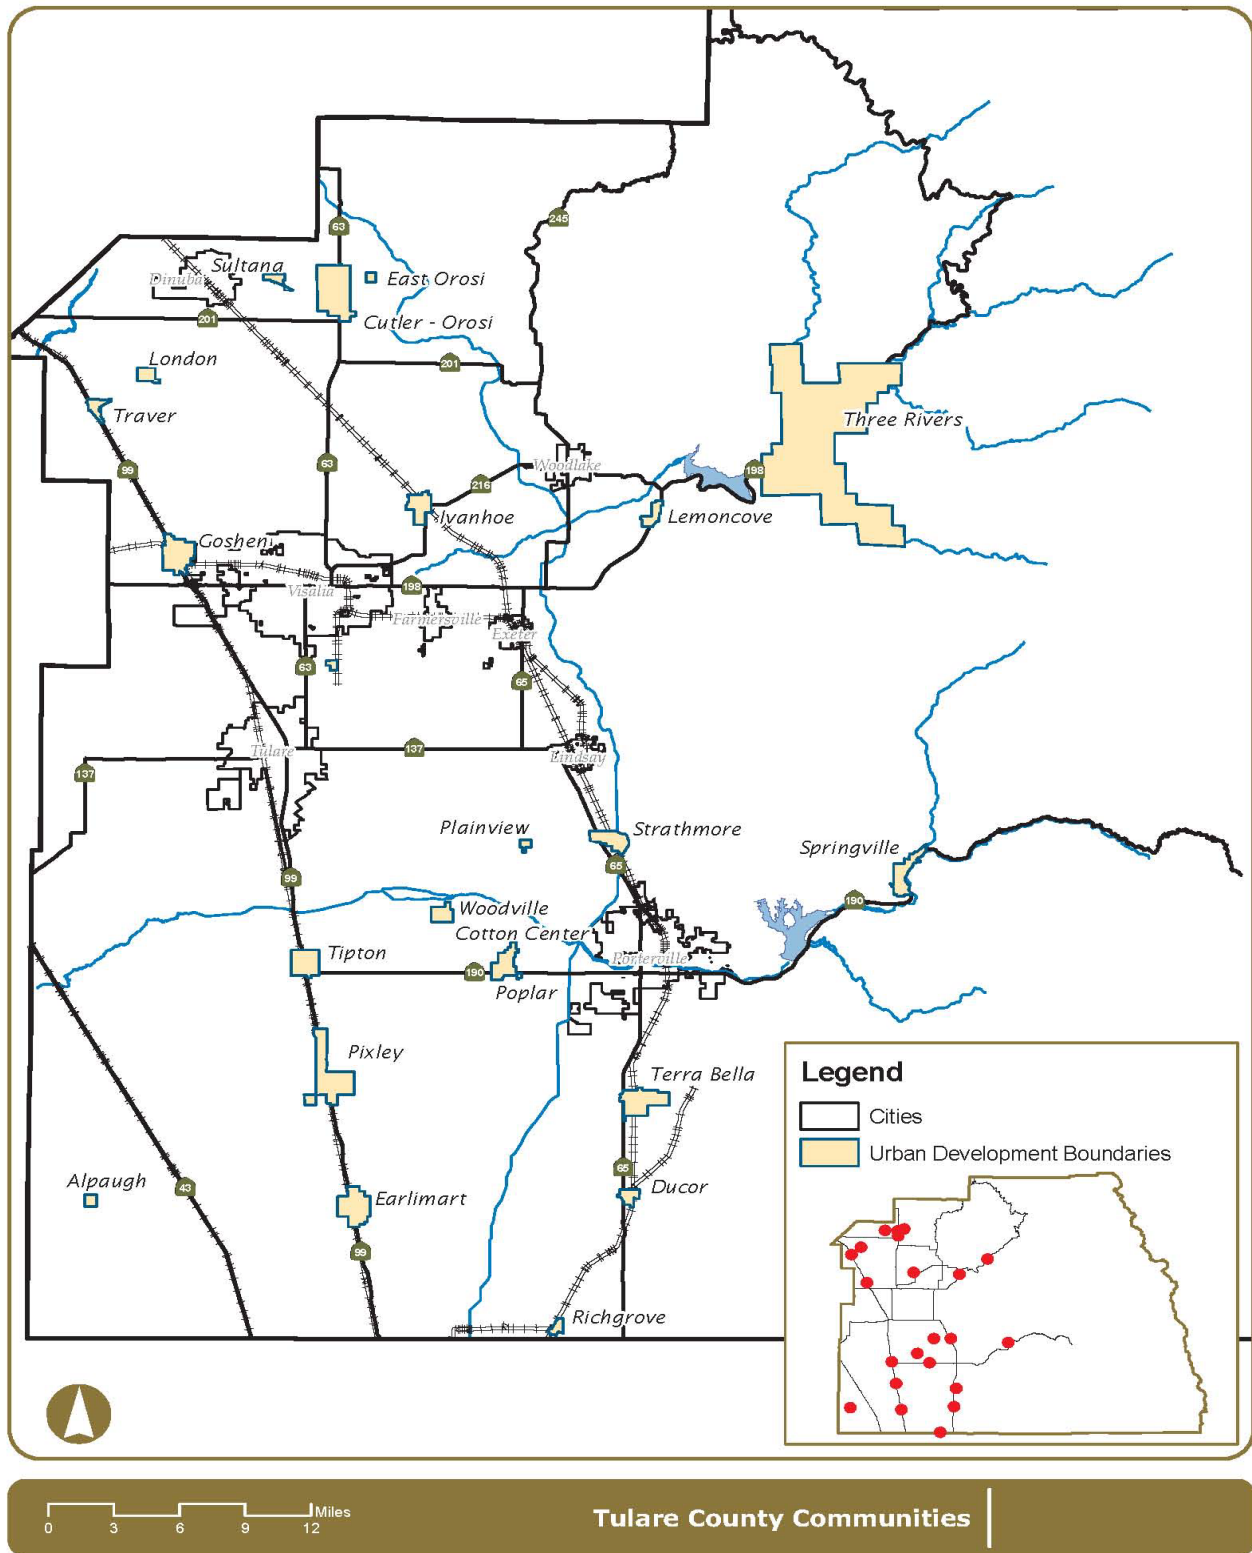 63
245
Sultana
Dinuba
East Orosi
201
Cutler - Orosi
London
201
Traver
Three Rivers
99
63
Woodlake
198
216
Ivanhoe
Lemoncove
Goshen
Visalia
198
Farmersville
Exeter
63
65
Tulare
137
Lindsay
137
Plainview
Strathmore
Springville
65
99
190
Woodville
Cotton Center
Tipton
Porterville
190
Poplar
Pixley
Terra Bella
Alpaugh
43
65
Ducor
Earlimart
99
Richgrove
Legend
Cities
Urban Development Boundaries
Miles
0 3 6 9 12
Tulare County Communities